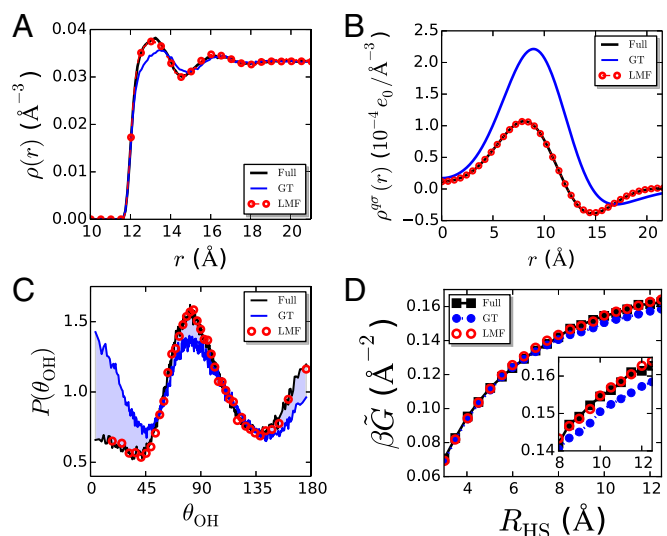 A
ρ(r) (Å⁻³)
0.04
0.03
0.02
0.01
0.00
10 12 14 16 18 20
r (Å)
Full
GT
LMF
B
ρ^{qσ}(r) (10⁻⁴ e₀/Å⁻³)
2.5
2.0
1.5
1.0
0.5
0.0
−0.5
0 5 10 15 20
r (Å)
Full
GT
LMF
C
P(θ_OH)
1.5
1.0
0.5
0 45 90 135 180
θ_OH
Full
GT
LMF
D
βG̃ (Å⁻²)
0.16
0.14
0.12
0.10
0.08
0.06
4 6 8 10 12
R_HS (Å)
Full
GT
LMF
0.16
0.15
0.14
8 10 12